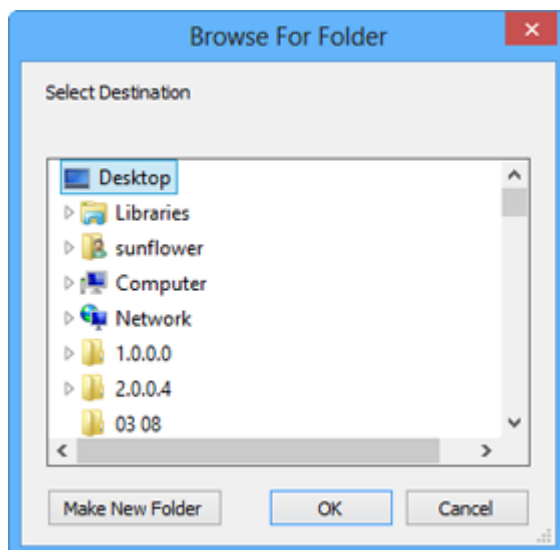 Browse For Folder
Select Destination
Desktop
Libraries
sunflower
Computer
Network
1.0.0.0
2.0.0.4
03 08
Make New Folder OK Cancel